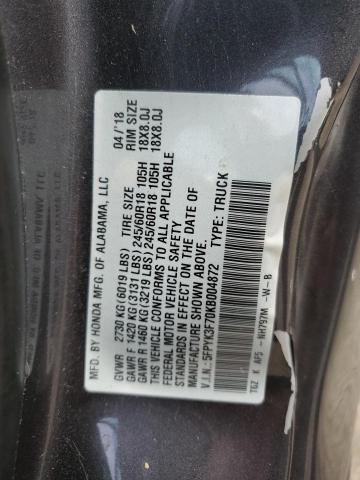 MFD. BY HONDA MFG. OF ALABAMA, LLC 04/'18
TIRE SIZE RIM SIZE
GVWR 2730 KG(6019 LBS)
GAWR F 1420 KG(3131 LBS) 245/60R18 105H 18X8.0J
GAWR R 1460 KG(3219 LBS) 245/60R18 105H 18X8.0J
THIS VEHICLE CONFORMS TO ALL APPLICABLE
FEDERAL MOTOR VEHICLE SAFETY
STANDARDS IN EFFECT ON THE DATE OF
MANUFACTURE SHOWN ABOVE.
V.I.N.: 5FPYK3F70KB004872 TYPE: TRUCK
TGZ K AF5 - NH797M -W-B